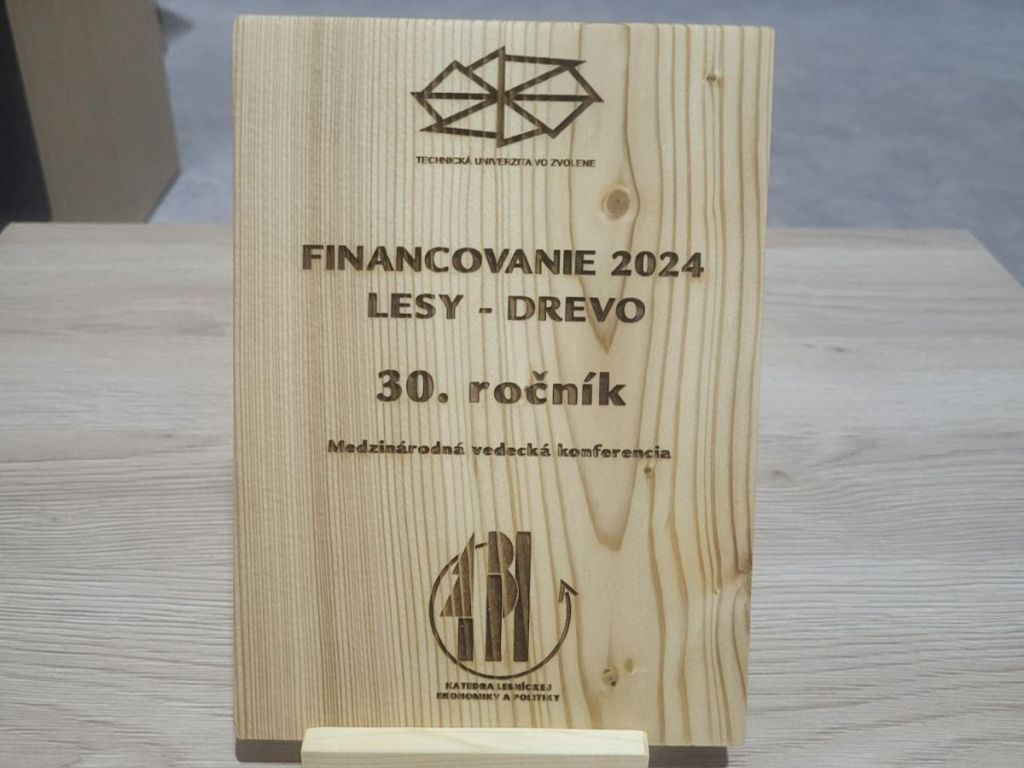 TECHNICKÁ UNIVERZITA VO ZVOLENE
FINANCOVANIE 2024
LESY - DREVO
30. ročník
Medzinárodná vedecká konferencia
KATEDRA LESNÍCKEJ
EKONOMIKY A POLITIKY